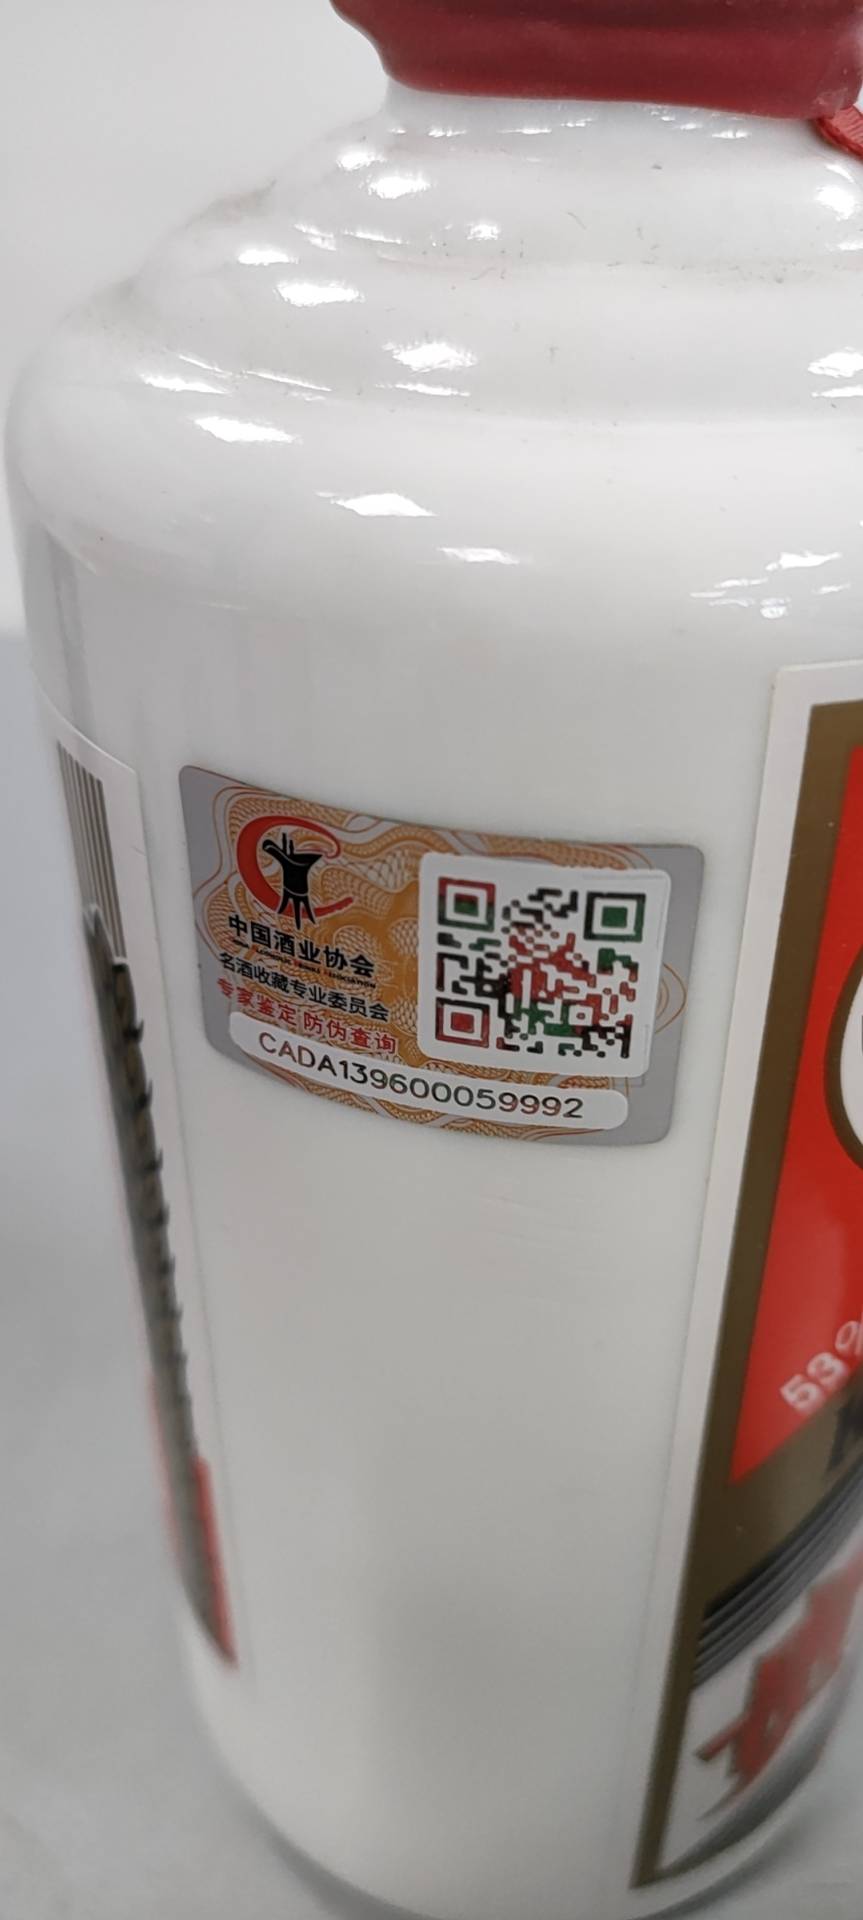 中国酒业协会
名酒收藏专业委员会
专家鉴定 防伪查询
CADA139600059992
53%